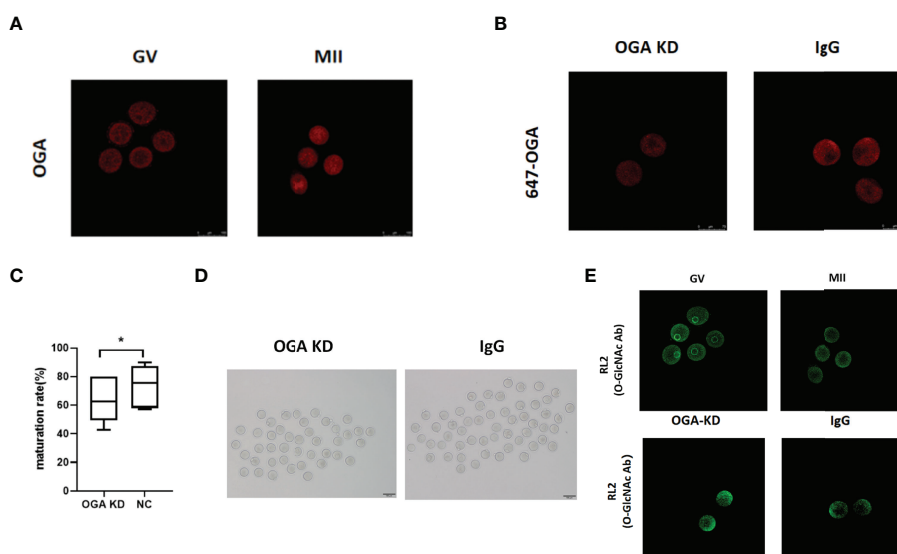 A
GV
MII
OGA
B
OGA KD
IgG
647-OGA
C
*
maturation rate(%)
100
80
60
40
20
0
OGA KD
NC
D
OGA KD
IgG
E
GV
MII
RL2
(O-GlcNAc Ab)
OGA-KD
IgG
RL2
(O-GlcNAc Ab)